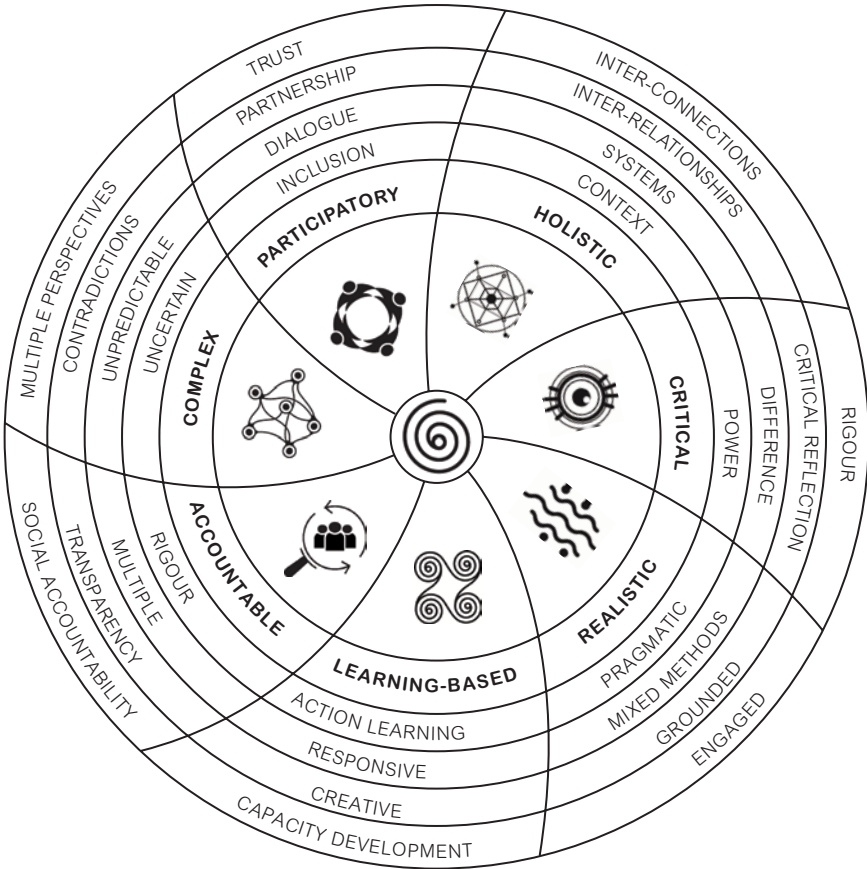 TRUST
PARTNERSHIP
DIALOGUE
INCLUSION
PARTICIPATORY
INTER-CONNECTIONS
INTER-RELATIONSHIPS
SYSTEMS
CONTEXT
HOLISTIC
RIGOUR
CRITICAL REFLECTION
DIFFERENCE
POWER
CRITICAL
ENGAGED
GROUNDED
MIXED METHODS
PRAGMATIC
REALISTIC
LEARNING-BASED
ACTION LEARNING
RESPONSIVE
CREATIVE
CAPACITY DEVELOPMENT
SOCIAL ACCOUNTABILITY
TRANSPARENCY
MULTIPLE
RIGOUR
ACCOUNTABLE
MULTIPLE PERSPECTIVES
CONTRADICTIONS
UNPREDICTABLE
UNCERTAIN
COMPLEX